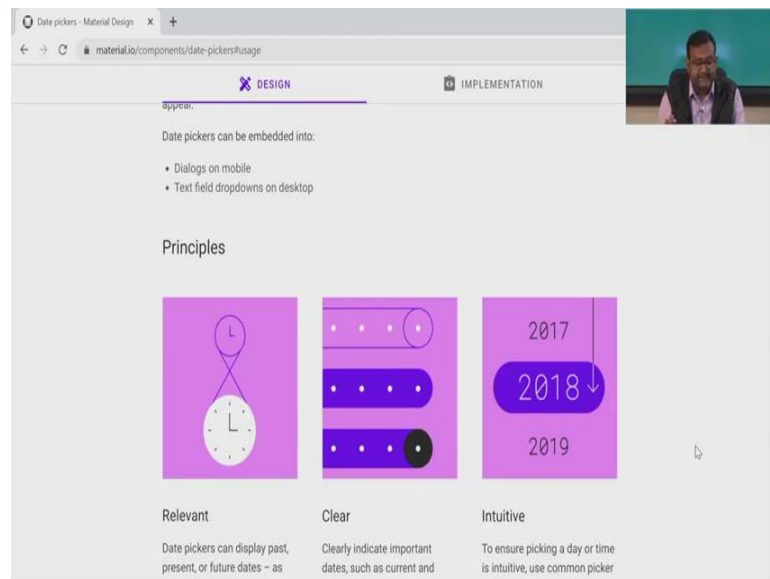 Date pickers - Material Design
material.io/components/date-pickers#usage
DESIGN
IMPLEMENTATION
appear.
Date pickers can be embedded into:
• Dialogs on mobile
• Text field dropdowns on desktop
Principles
2017
2018
2019
Relevant
Clear
Intuitive
Date pickers can display past,
present, or future dates – as
Clearly indicate important
dates, such as current and
To ensure picking a day or time
is intuitive, use common picker